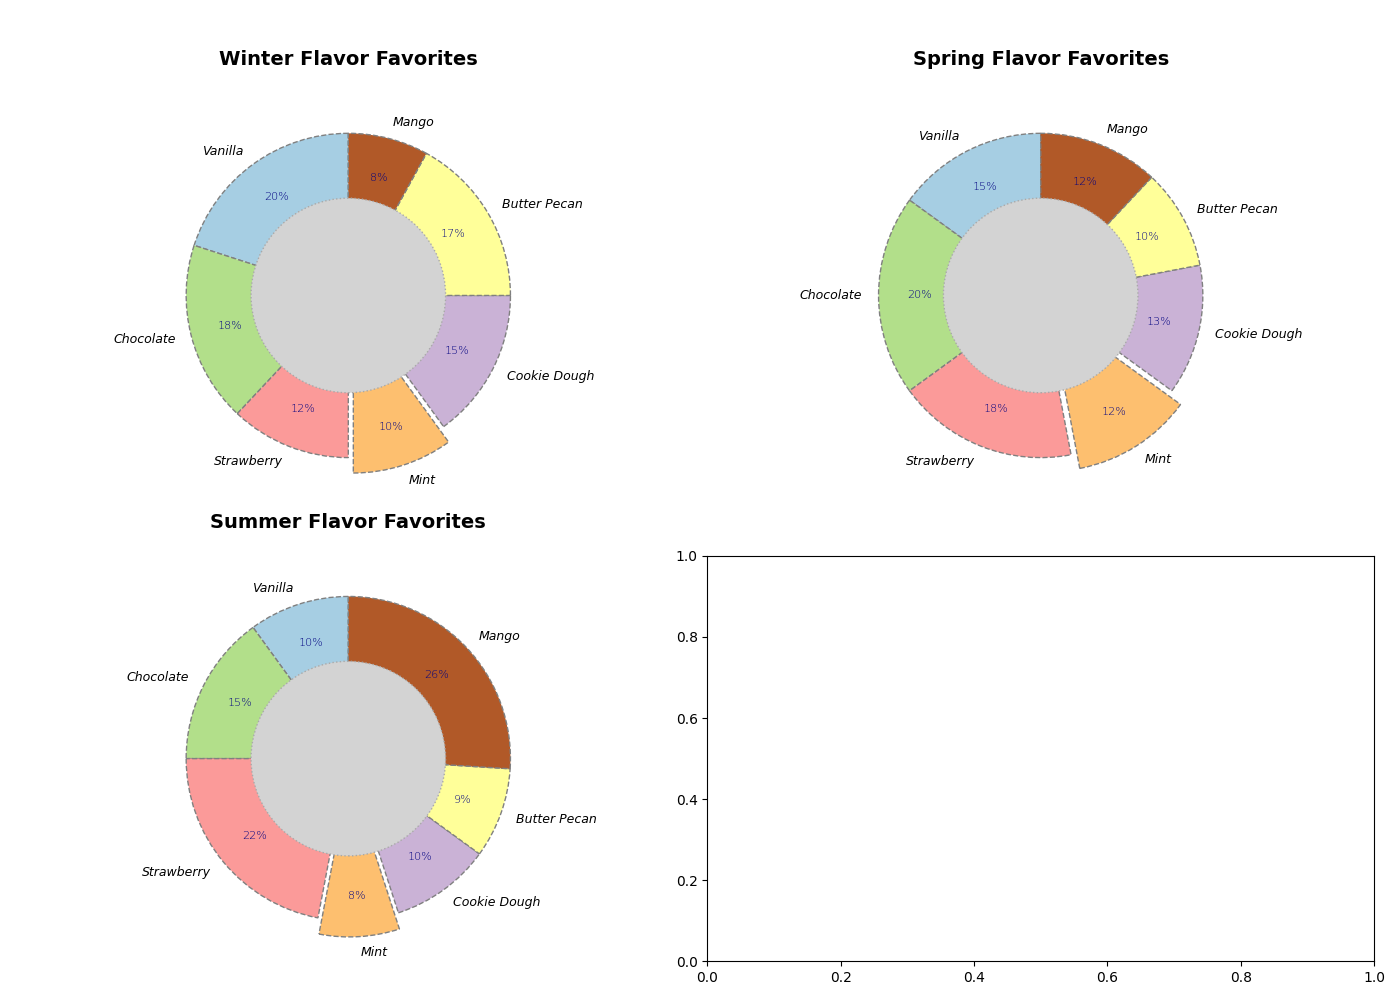 Winter Flavor Favorites
Mango
Vanilla
8%
20%
Butter Pecan
17%
18%
Chocolate
15%
Cookie Dough
12%
10%
Strawberry
Mint
Spring Flavor Favorites
Mango
Vanilla
12%
15%
Butter Pecan
10%
Chocolate
20%
13%
Cookie Dough
18%
12%
Strawberry
Mint
Summer Flavor Favorites
Vanilla
Mango
10%
26%
Chocolate
15%
9%
Butter Pecan
22%
10%
Strawberry
8%
Cookie Dough
Mint
1.0
0.8
0.6
0.4
0.2
0.0
0.0 0.2 0.4 0.6 0.8 1.0